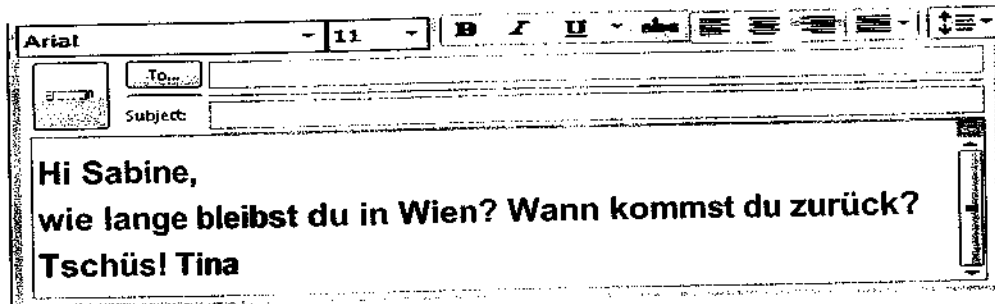 Arial 11 B I U abc
To...
Subject:
Hi Sabine,
wie lange bleibst du in Wien? Wann kommst du zurück?
Tschüs! Tina